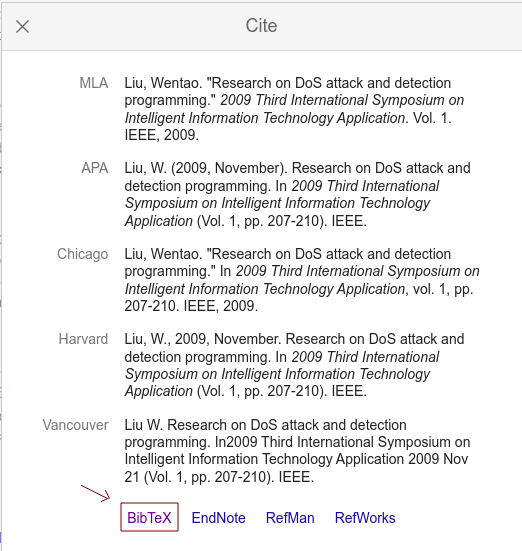 Cite
MLA
Liu, Wentao. "Research on DoS attack and detection
programming." 2009 Third International Symposium on
Intelligent Information Technology Application. Vol. 1.
IEEE, 2009.
APA
Liu, W. (2009, November). Research on DoS attack and
detection programming. In 2009 Third International
Symposium on Intelligent Information Technology
Application (Vol. 1, pp. 207-210). IEEE.
Chicago
Liu, Wentao. "Research on DoS attack and detection
programming." In 2009 Third International Symposium on
Intelligent Information Technology Application, vol. 1, pp.
207-210. IEEE, 2009.
Harvard
Liu, W., 2009, November. Research on DoS attack and
detection programming. In 2009 Third International
Symposium on Intelligent Information Technology
Application (Vol. 1, pp. 207-210). IEEE.
Vancouver
Liu W. Research on DoS attack and detection
programming. In2009 Third International Symposium on
Intelligent Information Technology Application 2009 Nov
21 (Vol. 1, pp. 207-210). IEEE.
BibTeX EndNote RefMan RefWorks